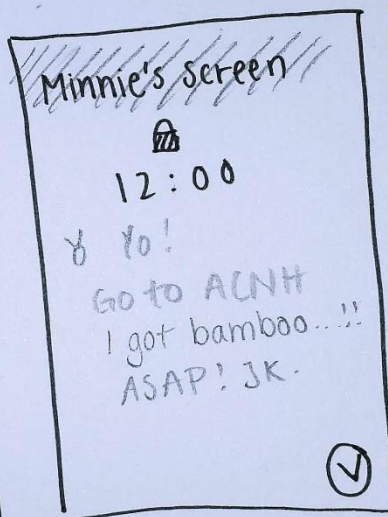 Minnie's Screen
12:00
Yo!
Go to ACNH
I got bamboo...!!
ASAP! JK.